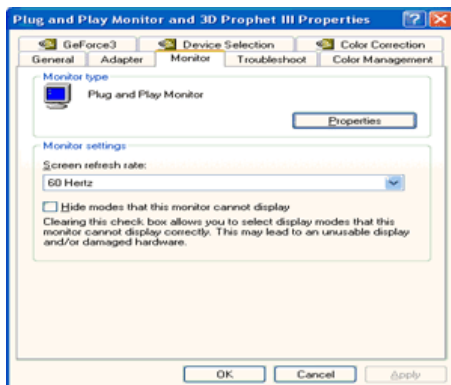 Plug and Play Monitor and 3D Prophet III Properties
GeForce3 Device Selection Color Correction
General Adapter Monitor Troubleshoot Color Management
Monitor type
Plug and Play Monitor
Properties
Monitor settings
Screen refresh rate:
60 Hertz
Hide modes that this monitor cannot display
Clearing this check box allows you to select display modes that this
monitor cannot display correctly. This may lead to an unusable display
and/or damaged hardware.
OK Cancel Apply